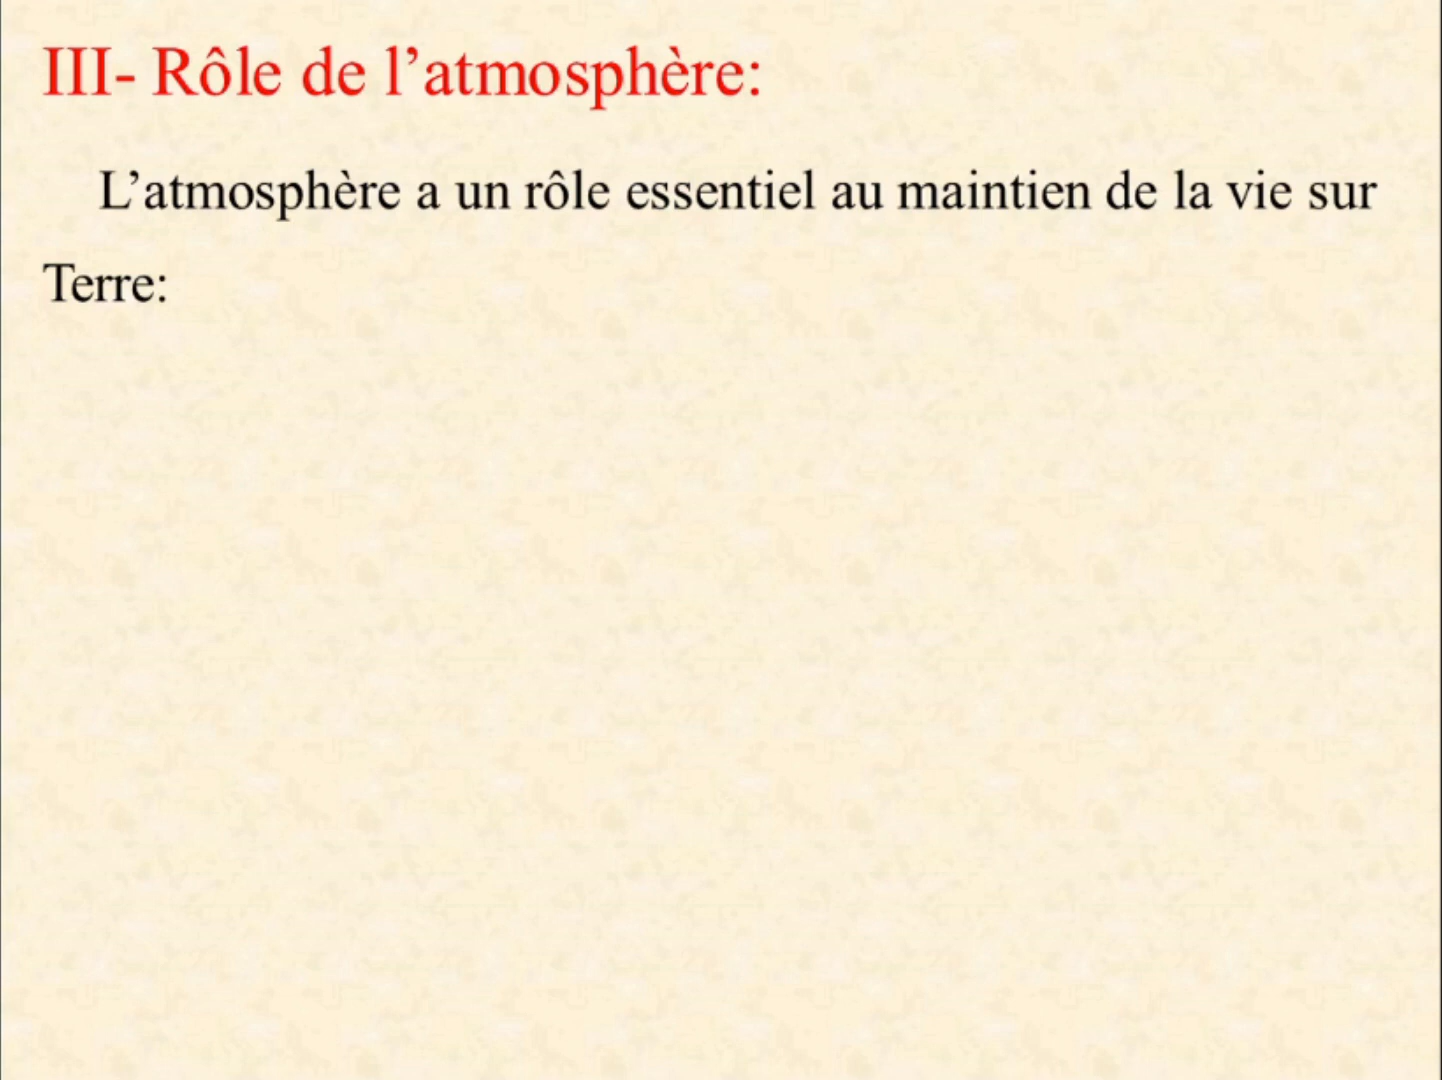 III- Rôle de l’atmosphère:
L’atmosphère a un rôle essentiel au maintien de la vie sur
Terre: